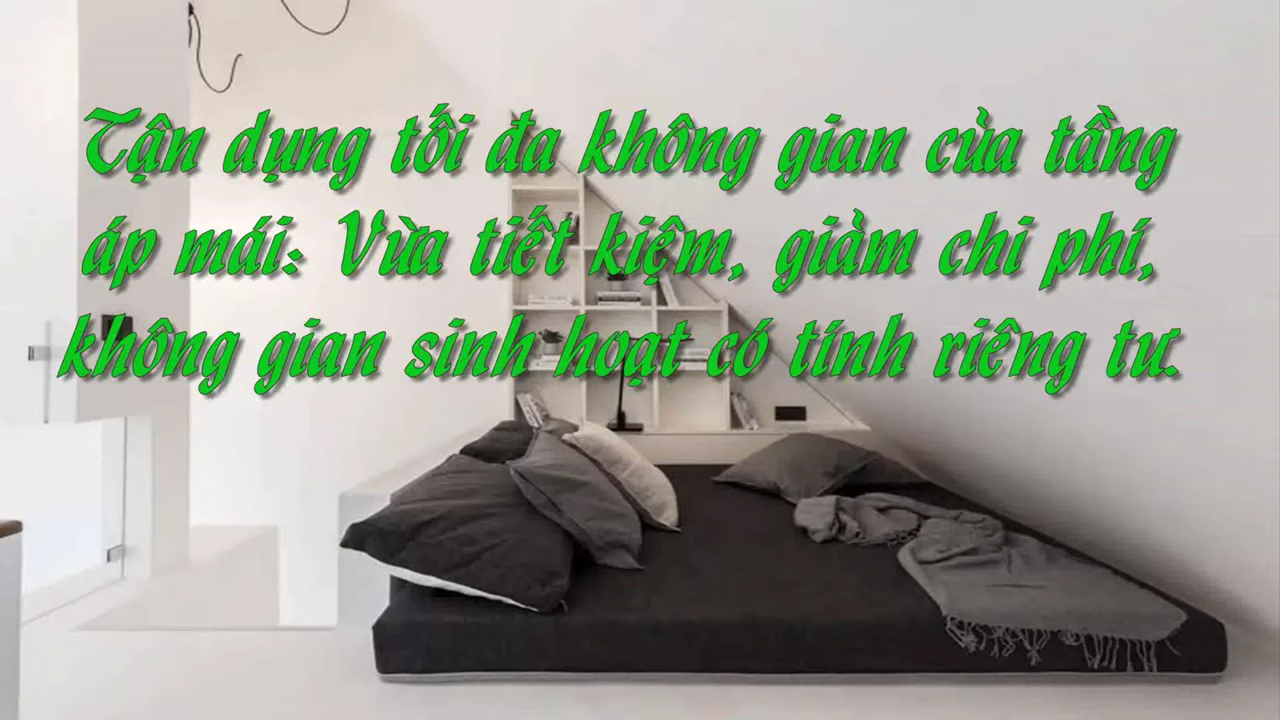 Tận dụng tối đa không gian của tầng
áp mái: Vừa tiết kiệm, giảm chi phí,
không gian sinh hoạt có tính riêng tư.